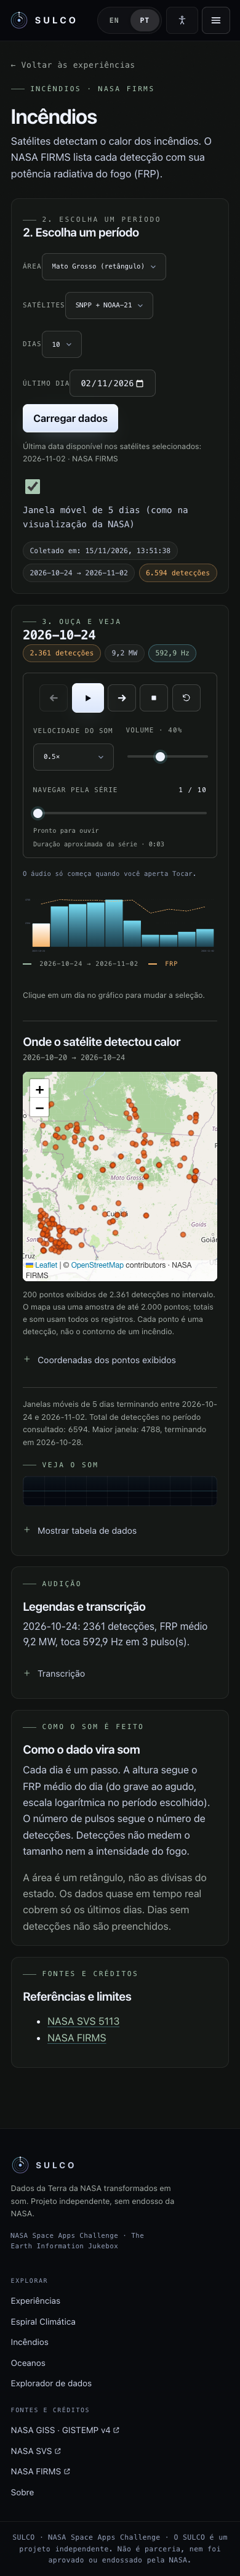 SULCO
EN PT
← Voltar às experiências
INCÊNDIOS · NASA FIRMS
Incêndios
Satélites detectam o calor dos incêndios. O
NASA FIRMS lista cada detecção com sua
potência radiativa do fogo (FRP).
2. ESCOLHA UM PERÍODO
2. Escolha um período
ÁREA Mato Grosso (retângulo)
SATÉLITES SNPP + NOAA-21
DIAS 10
ÚLTIMO DIA 02/11/2026
Carregar dados
Última data disponível nos satélites selecionados:
2026-11-02 · NASA FIRMS
Janela móvel de 5 dias (como na
visualização da NASA)
Coletado em: 15/11/2026, 13:51:38
2026-10-24 → 2026-11-02 6.594 detecções
3. OUÇA E VEJA
2026-10-24
2.361 detecções 9,2 MW 592,9 Hz
VELOCIDADE DO SOM VOLUME · 40%
0.5×
NAVEGAR PELA SÉRIE 1 / 10
Pronto para ouvir
Duração aproximada da série · 0:03
O áudio só começa quando você aperta Tocar.
2026-10-24 → 2026-11-02 FRP
Clique em um dia no gráfico para mudar a seleção.
Onde o satélite detectou calor
2026-10-20 → 2026-10-24
+
−
Mato Grosso
Cuiabá
Goiás
Goiân
Cruz
Leaflet | © OpenStreetMap contributors · NASA
FIRMS
200 pontos exibidos de 2.361 detecções no intervalo.
O mapa usa uma amostra de até 2.000 pontos; totais
e som usam todos os registros. Cada ponto é uma
detecção, não o contorno de um incêndio.
+ Coordenadas dos pontos exibidos
Janelas móveis de 5 dias terminando entre 2026-10-
24 e 2026-11-02. Total de detecções no período
consultado: 6594. Maior janela: 4788, terminando
em 2026-10-28.
VEJA O SOM
+ Mostrar tabela de dados
AUDIÇÃO
Legendas e transcrição
2026-10-24: 2361 detecções, FRP médio
9,2 MW, toca 592,9 Hz em 3 pulso(s).
+ Transcrição
COMO O SOM É FEITO
Como o dado vira som
Cada dia é um passo. A altura segue o
FRP médio do dia (do grave ao agudo,
escala logarítmica no período escolhido).
O número de pulsos segue o número de
detecções. Detecções não medem o
tamanho nem a intensidade do fogo.
A área é um retângulo, não as divisas do
estado. Os dados quase em tempo real
cobrem só os últimos dias. Dias sem
detecções não são preenchidos.
FONTES E CRÉDITOS
Referências e limites
• NASA SVS 5113
• NASA FIRMS
SULCO
Dados da Terra da NASA transformados em
som. Projeto independente, sem endosso da
NASA.
NASA Space Apps Challenge · The
Earth Information Jukebox
EXPLORAR
Experiências
Espiral Climática
Incêndios
Oceanos
Explorador de dados
FONTES E CRÉDITOS
NASA GISS · GISTEMP v4
NASA SVS
NASA FIRMS
Sobre
SULCO · NASA Space Apps Challenge · O SULCO é um
projeto independente. Não é parceria, nem foi
aprovado ou endossado pela NASA.